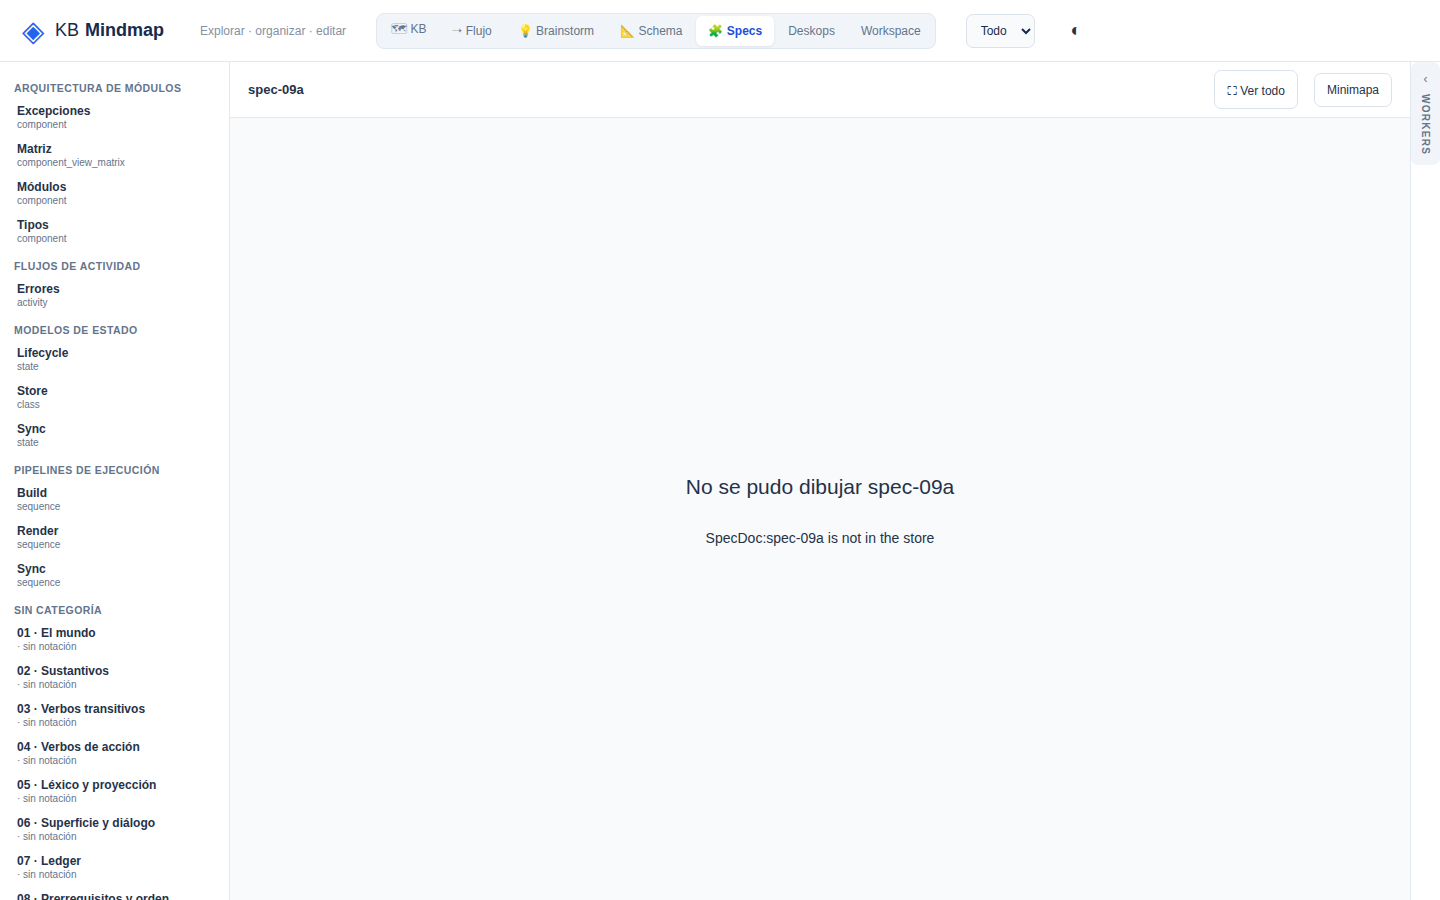 KB Mindmap
Explorar · organizar · editar
🗺 KB
→ Flujo
💡 Brainstorm
📐 Schema
🧩 Specs
Deskops
Workspace
Todo
ARQUITECTURA DE MÓDULOS
Excepciones
component
Matriz
component_view_matrix
Módulos
component
Tipos
component
FLUJOS DE ACTIVIDAD
Errores
activity
MODELOS DE ESTADO
Lifecycle
state
Store
class
Sync
state
PIPELINES DE EJECUCIÓN
Build
sequence
Render
sequence
Sync
sequence
SIN CATEGORÍA
01 · El mundo
· sin notación
02 · Sustantivos
· sin notación
03 · Verbos transitivos
· sin notación
04 · Verbos de acción
· sin notación
05 · Léxico y proyección
· sin notación
06 · Superficie y diálogo
· sin notación
07 · Ledger
· sin notación
08 · Prerrequisitos y orden
spec-09a
⛶ Ver todo
Minimapa
No se pudo dibujar spec-09a
SpecDoc:spec-09a is not in the store
‹
WORKERS